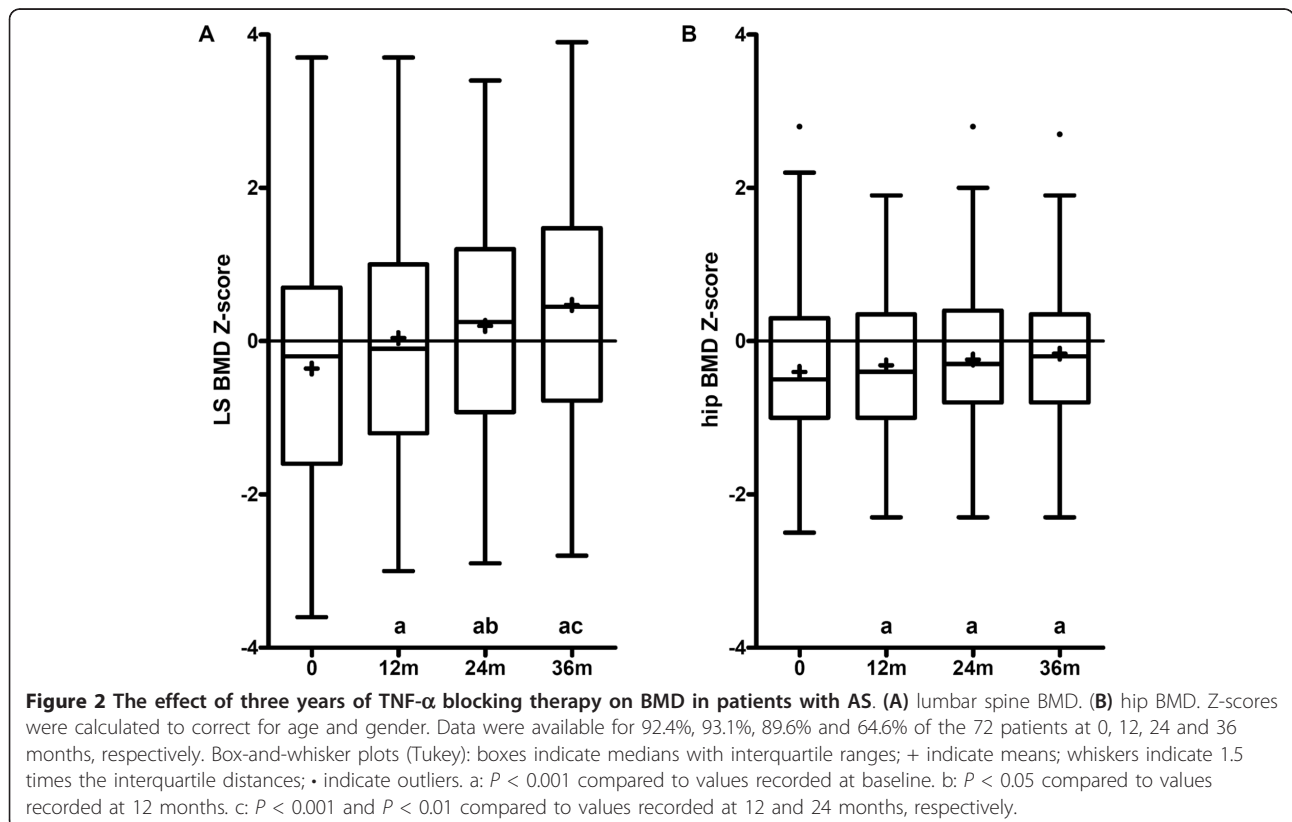 A
B
4
2
0
-2
-4
LS BMD Z-score
a ab ac
0 12m 24m 36m
4
2
0
-2
-4
hip BMD Z-score
a a a
0 12m 24m 36m
Figure 2 The effect of three years of TNF-α blocking therapy on BMD in patients with AS. (A) lumbar spine BMD. (B) hip BMD. Z-scores
were calculated to correct for age and gender. Data were available for 92.4%, 93.1%, 89.6% and 64.6% of the 72 patients at 0, 12, 24 and 36
months, respectively. Box-and-whisker plots (Tukey): boxes indicate medians with interquartile ranges; + indicate means; whiskers indicate 1.5
times the interquartile distances; • indicate outliers. a: P < 0.001 compared to values recorded at baseline. b: P < 0.05 compared to values
recorded at 12 months. c: P < 0.001 and P < 0.01 compared to values recorded at 12 and 24 months, respectively.